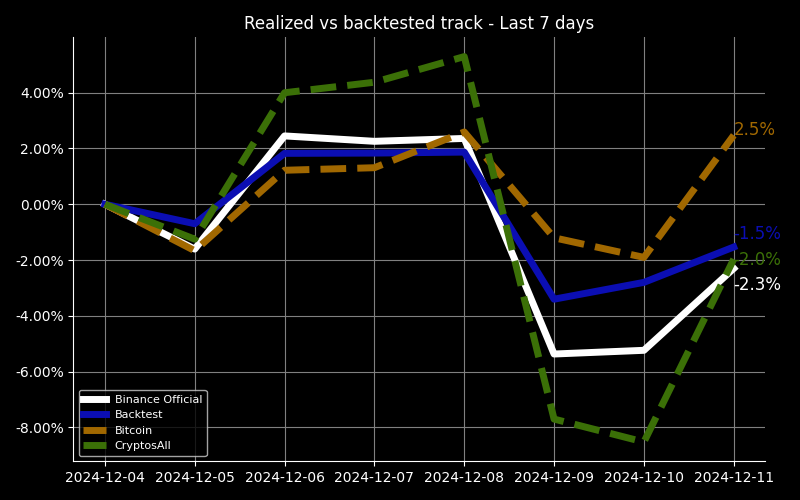 Realized vs backtested track - Last 7 days
4.00%
2.00%
0.00%
-2.00%
-4.00%
-6.00%
-8.00%
2.5%
-1.5%
-2.0%
-2.3%
Binance Official
Backtest
Bitcoin
CryptosAll
2024-12-04 2024-12-05 2024-12-06 2024-12-07 2024-12-08 2024-12-09 2024-12-10 2024-12-11